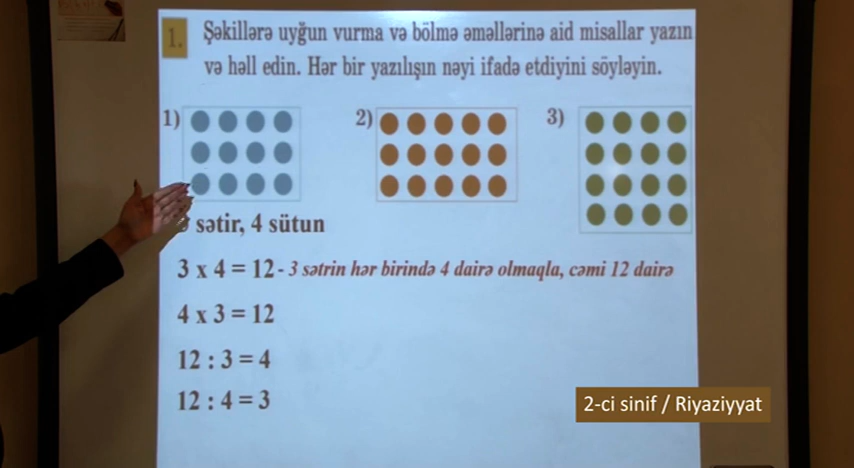 1. Şəkillərə uyğun vurma və bölmə əməllərinə aid misallar yazın
və həll edin. Hər bir yazılışın nəyi ifadə etdiyini söyləyin.
1) 2) 3)
sətir, 4 sütun
3 x 4 = 12 - 3 sətrin hər birində 4 dairə olmaqla, cəmi 12 dairə
4 x 3 = 12
12 : 3 = 4
12 : 4 = 3
2-ci sinif / Riyaziyyat